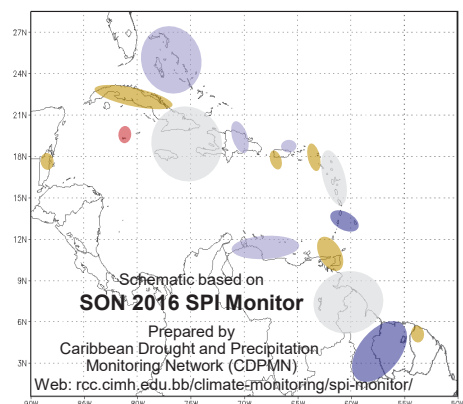 27N
24N
21N
18N
15N
12N
9N
Schematic based on
SON 2016 SPI Monitor
6N
Prepared by
Caribbean Drought and Precipitation
3N
Monitoring Network (CDPMN)
Web: rcc.cimh.edu.bb/climate-monitoring/spi-monitor/